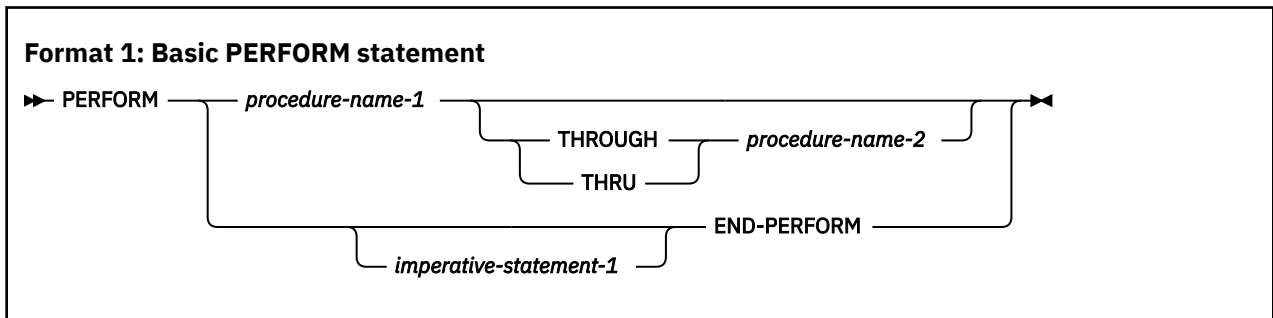 Format 1: Basic PERFORM statement
PERFORM procedure-name-1
THROUGH procedure-name-2
THRU
END-PERFORM
imperative-statement-1